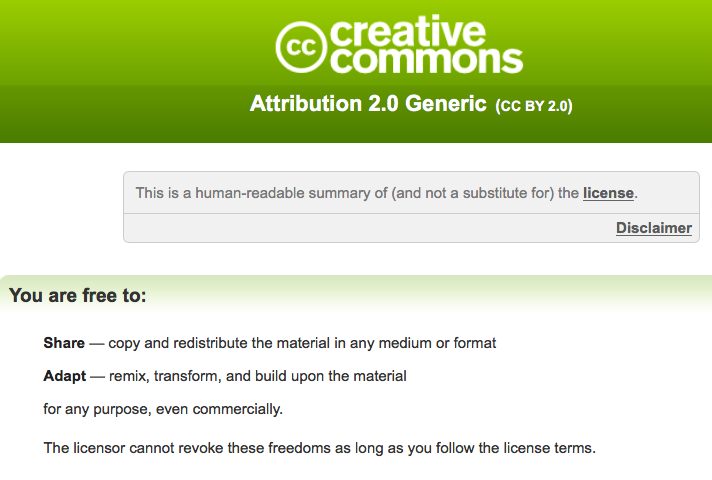 cc creative
commons
Attribution 2.0 Generic (CC BY 2.0)
This is a human-readable summary of (and not a substitute for) the license.
Disclaimer
You are free to:
Share — copy and redistribute the material in any medium or format
Adapt — remix, transform, and build upon the material
for any purpose, even commercially.
The licensor cannot revoke these freedoms as long as you follow the license terms.